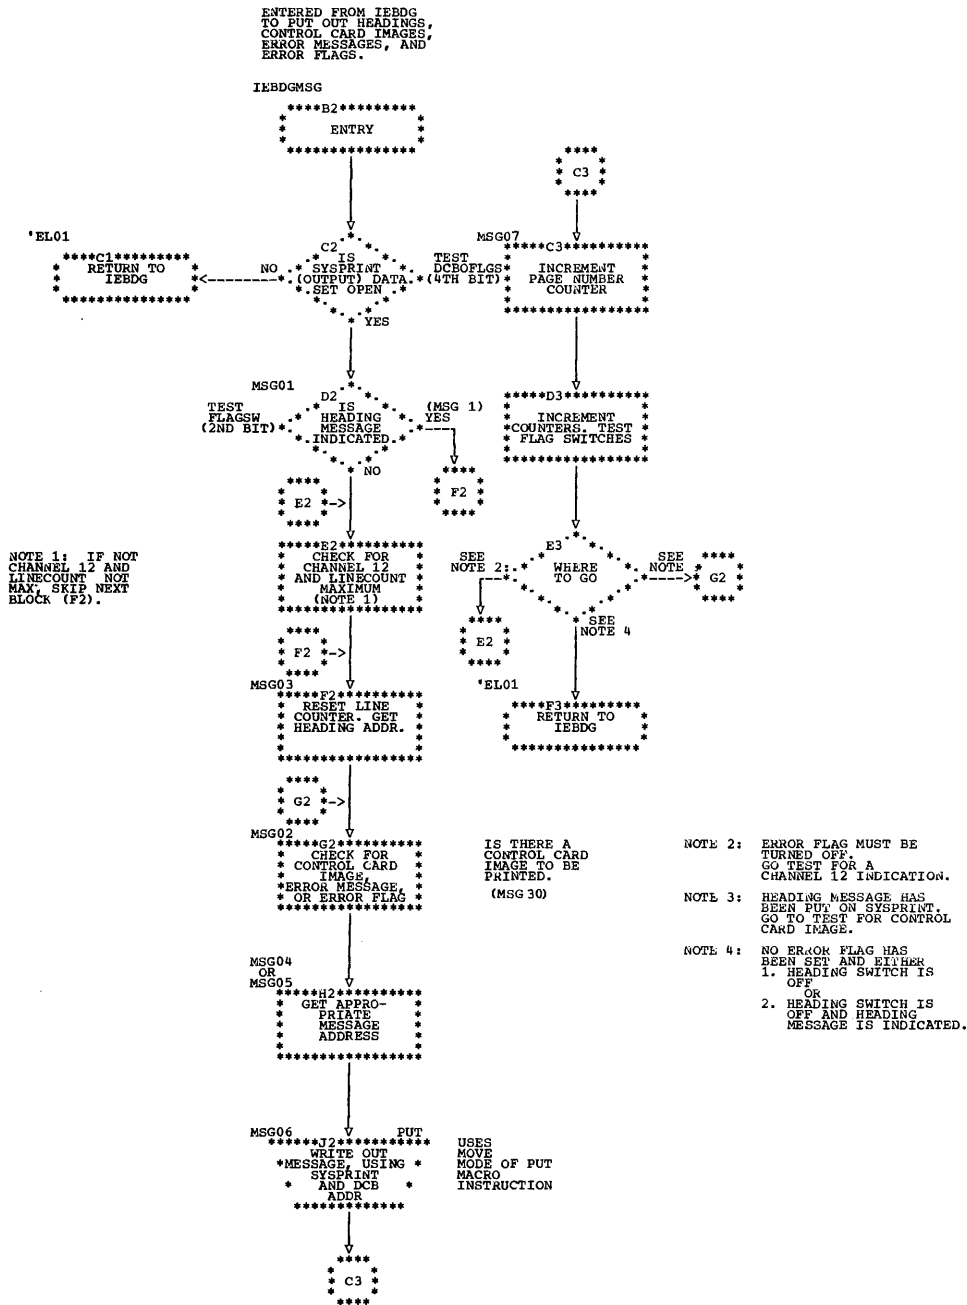 ENTERED FROM IEBDG
TO PUT OUT HEADINGS,
CONTROL CARD IMAGES,
ERROR MESSAGES, AND
ERROR FLAGS.
IEBDGMSG
****B2*********
ENTRY
C3
'EL01
****C1*********
RETURN TO
IEBDG
NO
C2
IS
SYSPRINT
(OUTPUT) DATA
SET OPEN
TEST
DCBOFLGS
(4TH BIT)
YES
MSG07
*****C3**********
INCREMENT
PAGE NUMBER
COUNTER
MSG01
TEST
FLAGSW
(2ND BIT)
D2
IS
HEADING
MESSAGE
INDICATED
(MSG 1)
YES
NO
*****D3**********
INCREMENT
COUNTERS. TEST
FLAG SWITCHES
E2
F2
NOTE 1: IF NOT
CHANNEL 12 AND
LINECOUNT NOT
MAX, SKIP NEXT
BLOCK (F2).
*****E2**********
CHECK FOR
CHANNEL 12
AND LINECOUNT
MAXIMUM
(NOTE 1)
SEE
NOTE 2
E3
WHERE
TO GO
SEE
NOTE
G2
SEE
NOTE 4
E2
F2
MSG03
*****F2**********
RESET LINE
COUNTER. GET
HEADING ADDR.
'EL01
****F3*********
RETURN TO
IEBDG
G2
MSG02
*****G2**********
CHECK FOR
CONTROL CARD
IMAGE,
ERROR MESSAGE,
OR ERROR FLAG
IS THERE A
CONTROL CARD
IMAGE TO BE
PRINTED.
(MSG 30)
NOTE 2: ERROR FLAG MUST BE
TURNED OFF.
GO TEST FOR A
CHANNEL 12 INDICATION.
NOTE 3: HEADING MESSAGE HAS
BEEN PUT ON SYSPRINT.
GO TO TEST FOR CONTROL
CARD IMAGE.
NOTE 4: NO ERROR FLAG HAS
BEEN SET AND EITHER
1. HEADING SWITCH IS
OFF
OR
2. HEADING SWITCH IS
OFF AND HEADING
MESSAGE IS INDICATED.
MSG04
OR
MSG05
*****H2**********
GET APPRO-
PRIATE
MESSAGE
ADDRESS
MSG06
PUT
******J2***********
WRITE OUT
MESSAGE, USING
SYSPRINT
AND DCB
ADDR
USES
MOVE
MODE OF PUT
MACRO
INSTRUCTION
C3